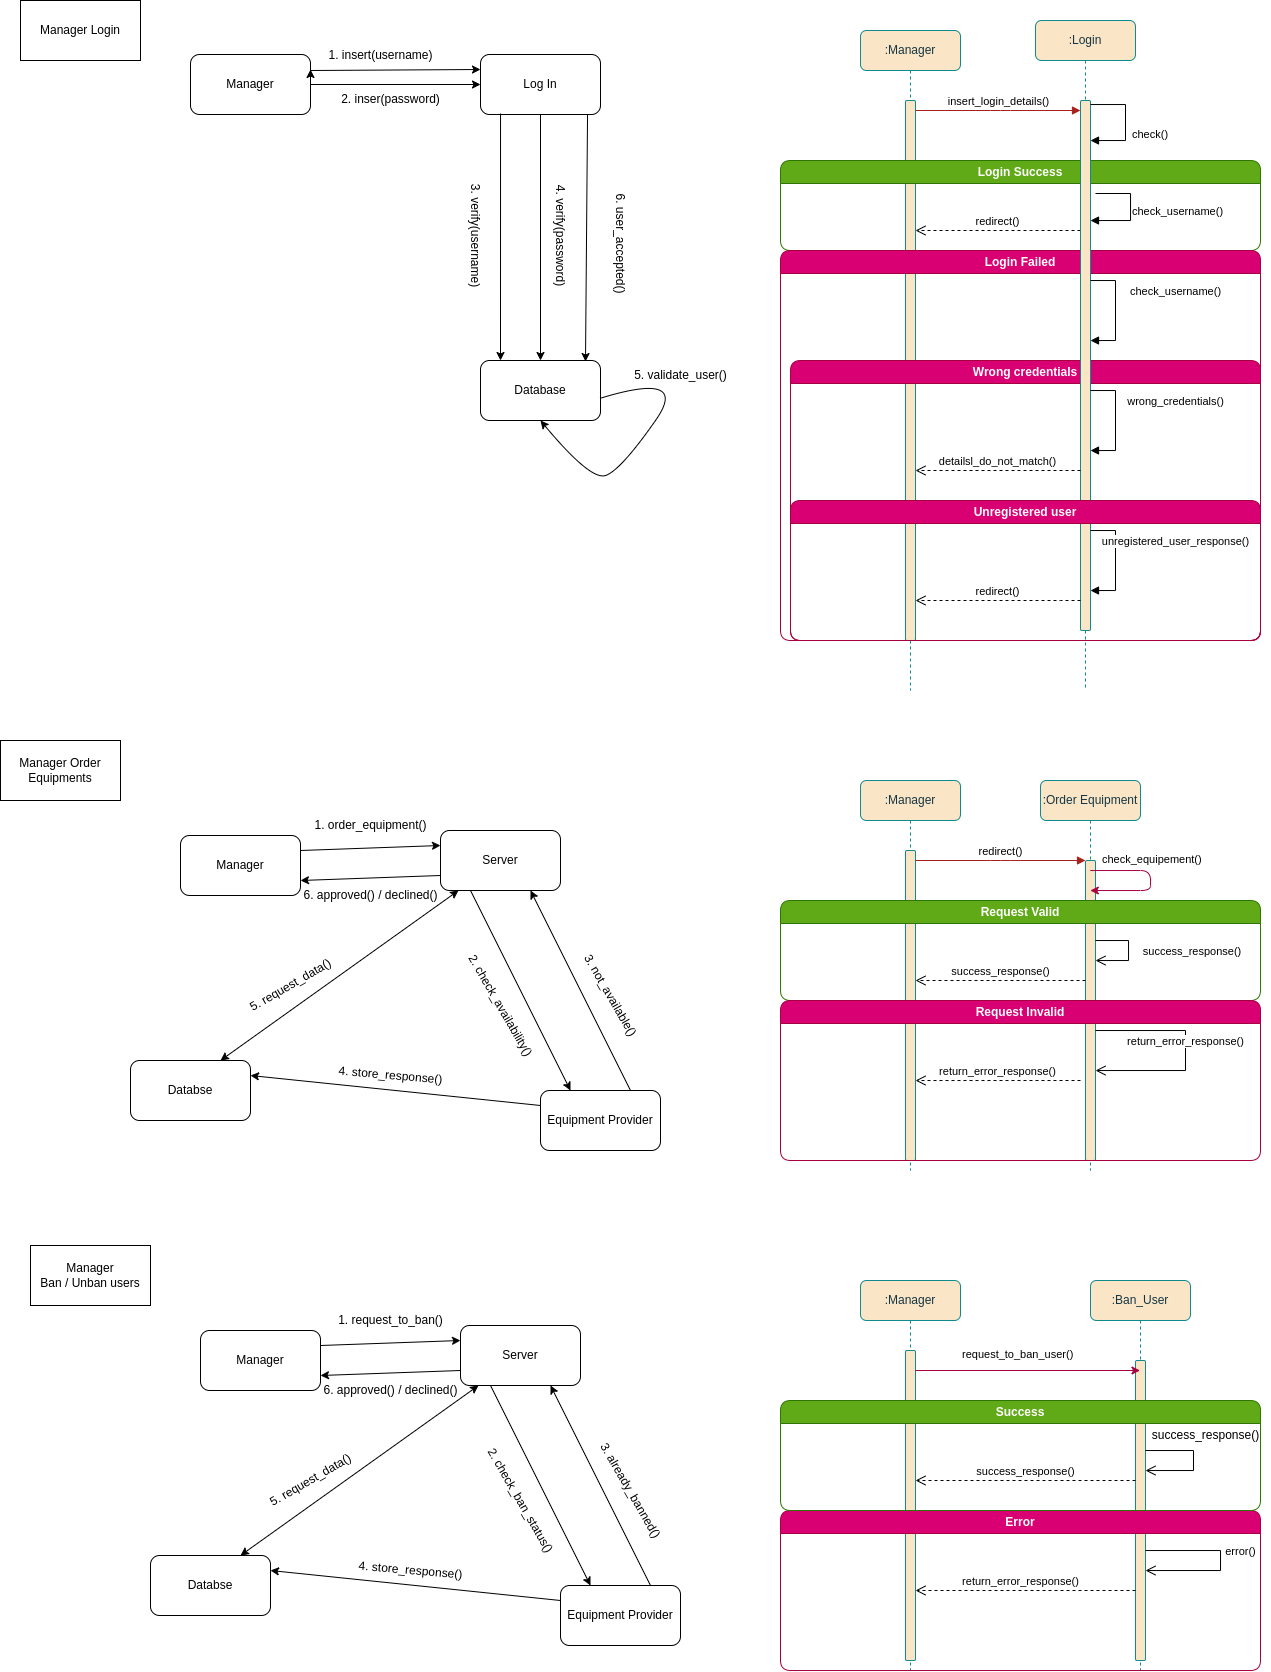 Manager Login
Manager
1. insert(username)
2. inser(password)
Log In
3. verify(username)
4. verify(password)
6. user_accepted()
Database
5. validate_user()
:Manager
:Login
insert_login_details()
check()
Login Success
check_username()
redirect()
Login Failed
check_username()
Wrong credentials
wrong_credentials()
detailsl_do_not_match()
Unregistered user
unregistered_user_response()
redirect()
Manager Order
Equipments
Manager
1. order_equipment()
Server
6. approved() / declined()
2. check_availability()
3. not_available()
5. request_data()
Databse
4. store_response()
Equipment Provider
:Manager
:Order Equipment
redirect()
check_equipement()
Request Valid
success_response()
success_response()
Request Invalid
return_error_response()
return_error_response()
Manager
Ban / Unban users
Manager
1. request_to_ban()
Server
6. approved() / declined()
2. check_ban_status()
3. already_banned()
5. request_data()
Databse
4. store_response()
Equipment Provider
:Manager
:Ban_User
request_to_ban_user()
Success
success_response()
success_response()
Error
error()
return_error_response()